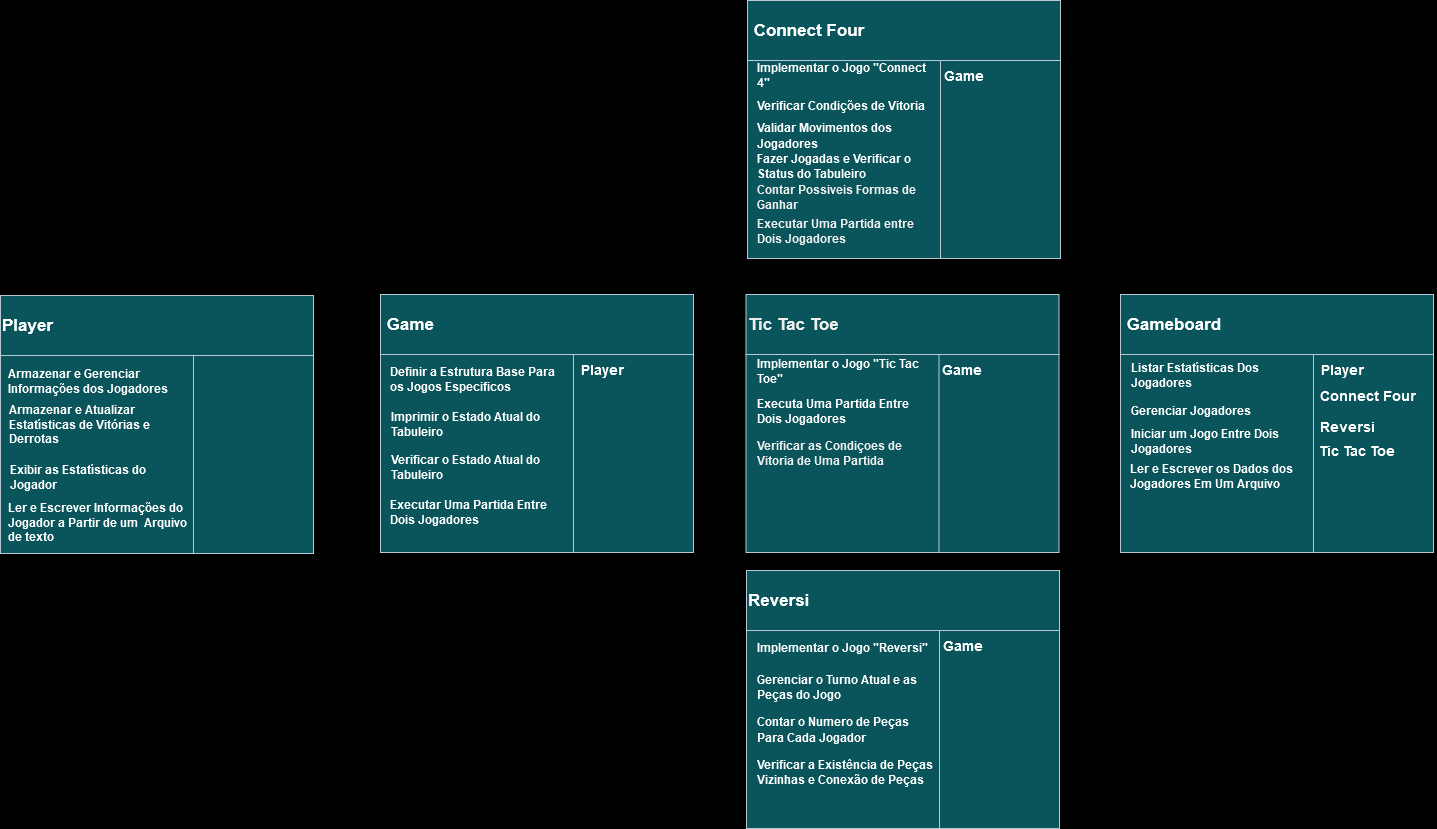 Connect Four
Implementar o Jogo "Connect
4"
Verificar Condições de Vitoria
Validar Movimentos dos
Jogadores
Fazer Jogadas e Verificar o
Status do Tabuleiro
Contar Possiveis Formas de
Ganhar
Executar Uma Partida entre
Dois Jogadores
Game
Player
Armazenar e Gerenciar
Informações dos Jogadores
Armazenar e Atualizar
Estatísticas de Vitórias e
Derrotas
Exibir as Estatísticas do
Jogador
Ler e Escrever Informações do
Jogador a Partir de um Arquivo
de texto
Game
Definir a Estrutura Base Para
os Jogos Especificos
Imprimir o Estado Atual do
Tabuleiro
Verificar o Estado Atual do
Tabuleiro
Executar Uma Partida Entre
Dois Jogadores
Player
Tic Tac Toe
Implementar o Jogo "Tic Tac
Toe"
Executa Uma Partida Entre
Dois Jogadores
Verificar as Condiçoes de
Vitoria de Uma Partida
Game
Gameboard
Listar Estatísticas Dos
Jogadores
Gerenciar Jogadores
Iniciar um Jogo Entre Dois
Jogadores
Ler e Escrever os Dados dos
Jogadores Em Um Arquivo
Player
Connect Four
Reversi
Tic Tac Toe
Reversi
Implementar o Jogo "Reversi"
Gerenciar o Turno Atual e as
Peças do Jogo
Contar o Numero de Peças
Para Cada Jogador
Verificar a Existência de Peças
Vizinhas e Conexão de Peças
Game